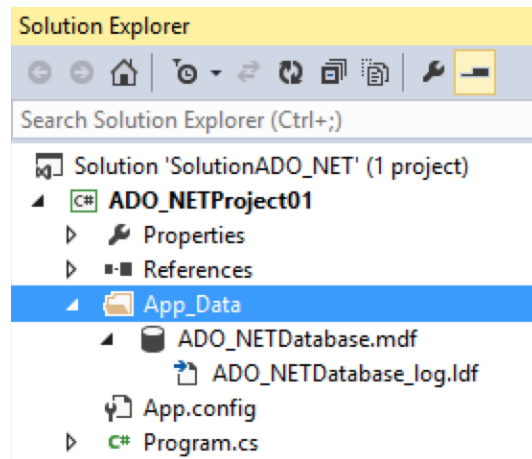 Solution Explorer
Search Solution Explorer (Ctrl+;)
Solution 'SolutionADO_NET' (1 project)
C# ADO_NETProject01
Properties
References
App_Data
ADO_NETDatabase.mdf
ADO_NETDatabase_log.ldf
App.config
C# Program.cs